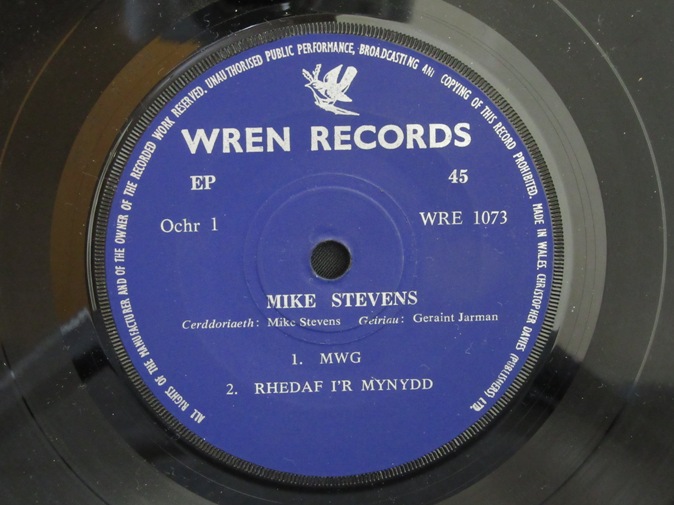 ALL RIGHTS OF THE MANUFACTURER AND OF THE OWNER OF THE RECORDED WORK RESERVED. UNAUTHORISED PUBLIC PERFORMANCE, BROADCASTING AND COPYING OF THIS RECORD PROHIBITED. MADE IN WALES, CHRISTOPHER DAVIES (PUBLISHERS) LTD.
WREN RECORDS
EP 45
Ochr 1 WRE 1073
MIKE STEVENS
Cerddoriaeth: Mike Stevens Geiriau: Geraint Jarman
1. MWG
2. RHEDAF I'R MYNYDD